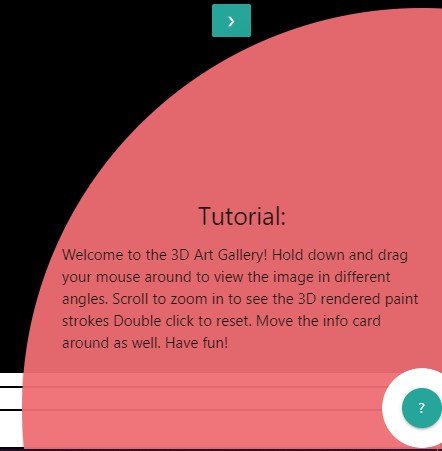 ›
Tutorial:
Welcome to the 3D Art Gallery! Hold down and drag
your mouse around to view the image in different
angles. Scroll to zoom in to see the 3D rendered paint
strokes Double click to reset. Move the info card
around as well. Have fun!
?